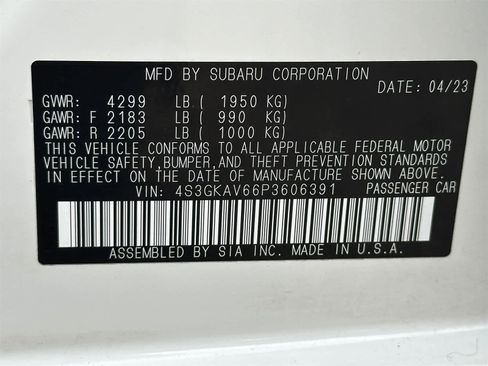 MFD BY SUBARU CORPORATION
DATE: 04/23
GVWR: 4299 LB ( 1950 KG)
GAWR: F 2183 LB ( 990 KG)
GAWR: R 2205 LB ( 1000 KG)
THIS VEHICLE CONFORMS TO ALL APPLICABLE FEDERAL MOTOR
VEHICLE SAFETY,BUMPER,AND THEFT PREVENTION STANDARDS
IN EFFECT ON THE DATE OF MANUFACTURE SHOWN ABOVE.
VIN: 4S3GKAV66P3606391 PASSENGER CAR
ASSEMBLED BY SIA INC. MADE IN U.S.A.